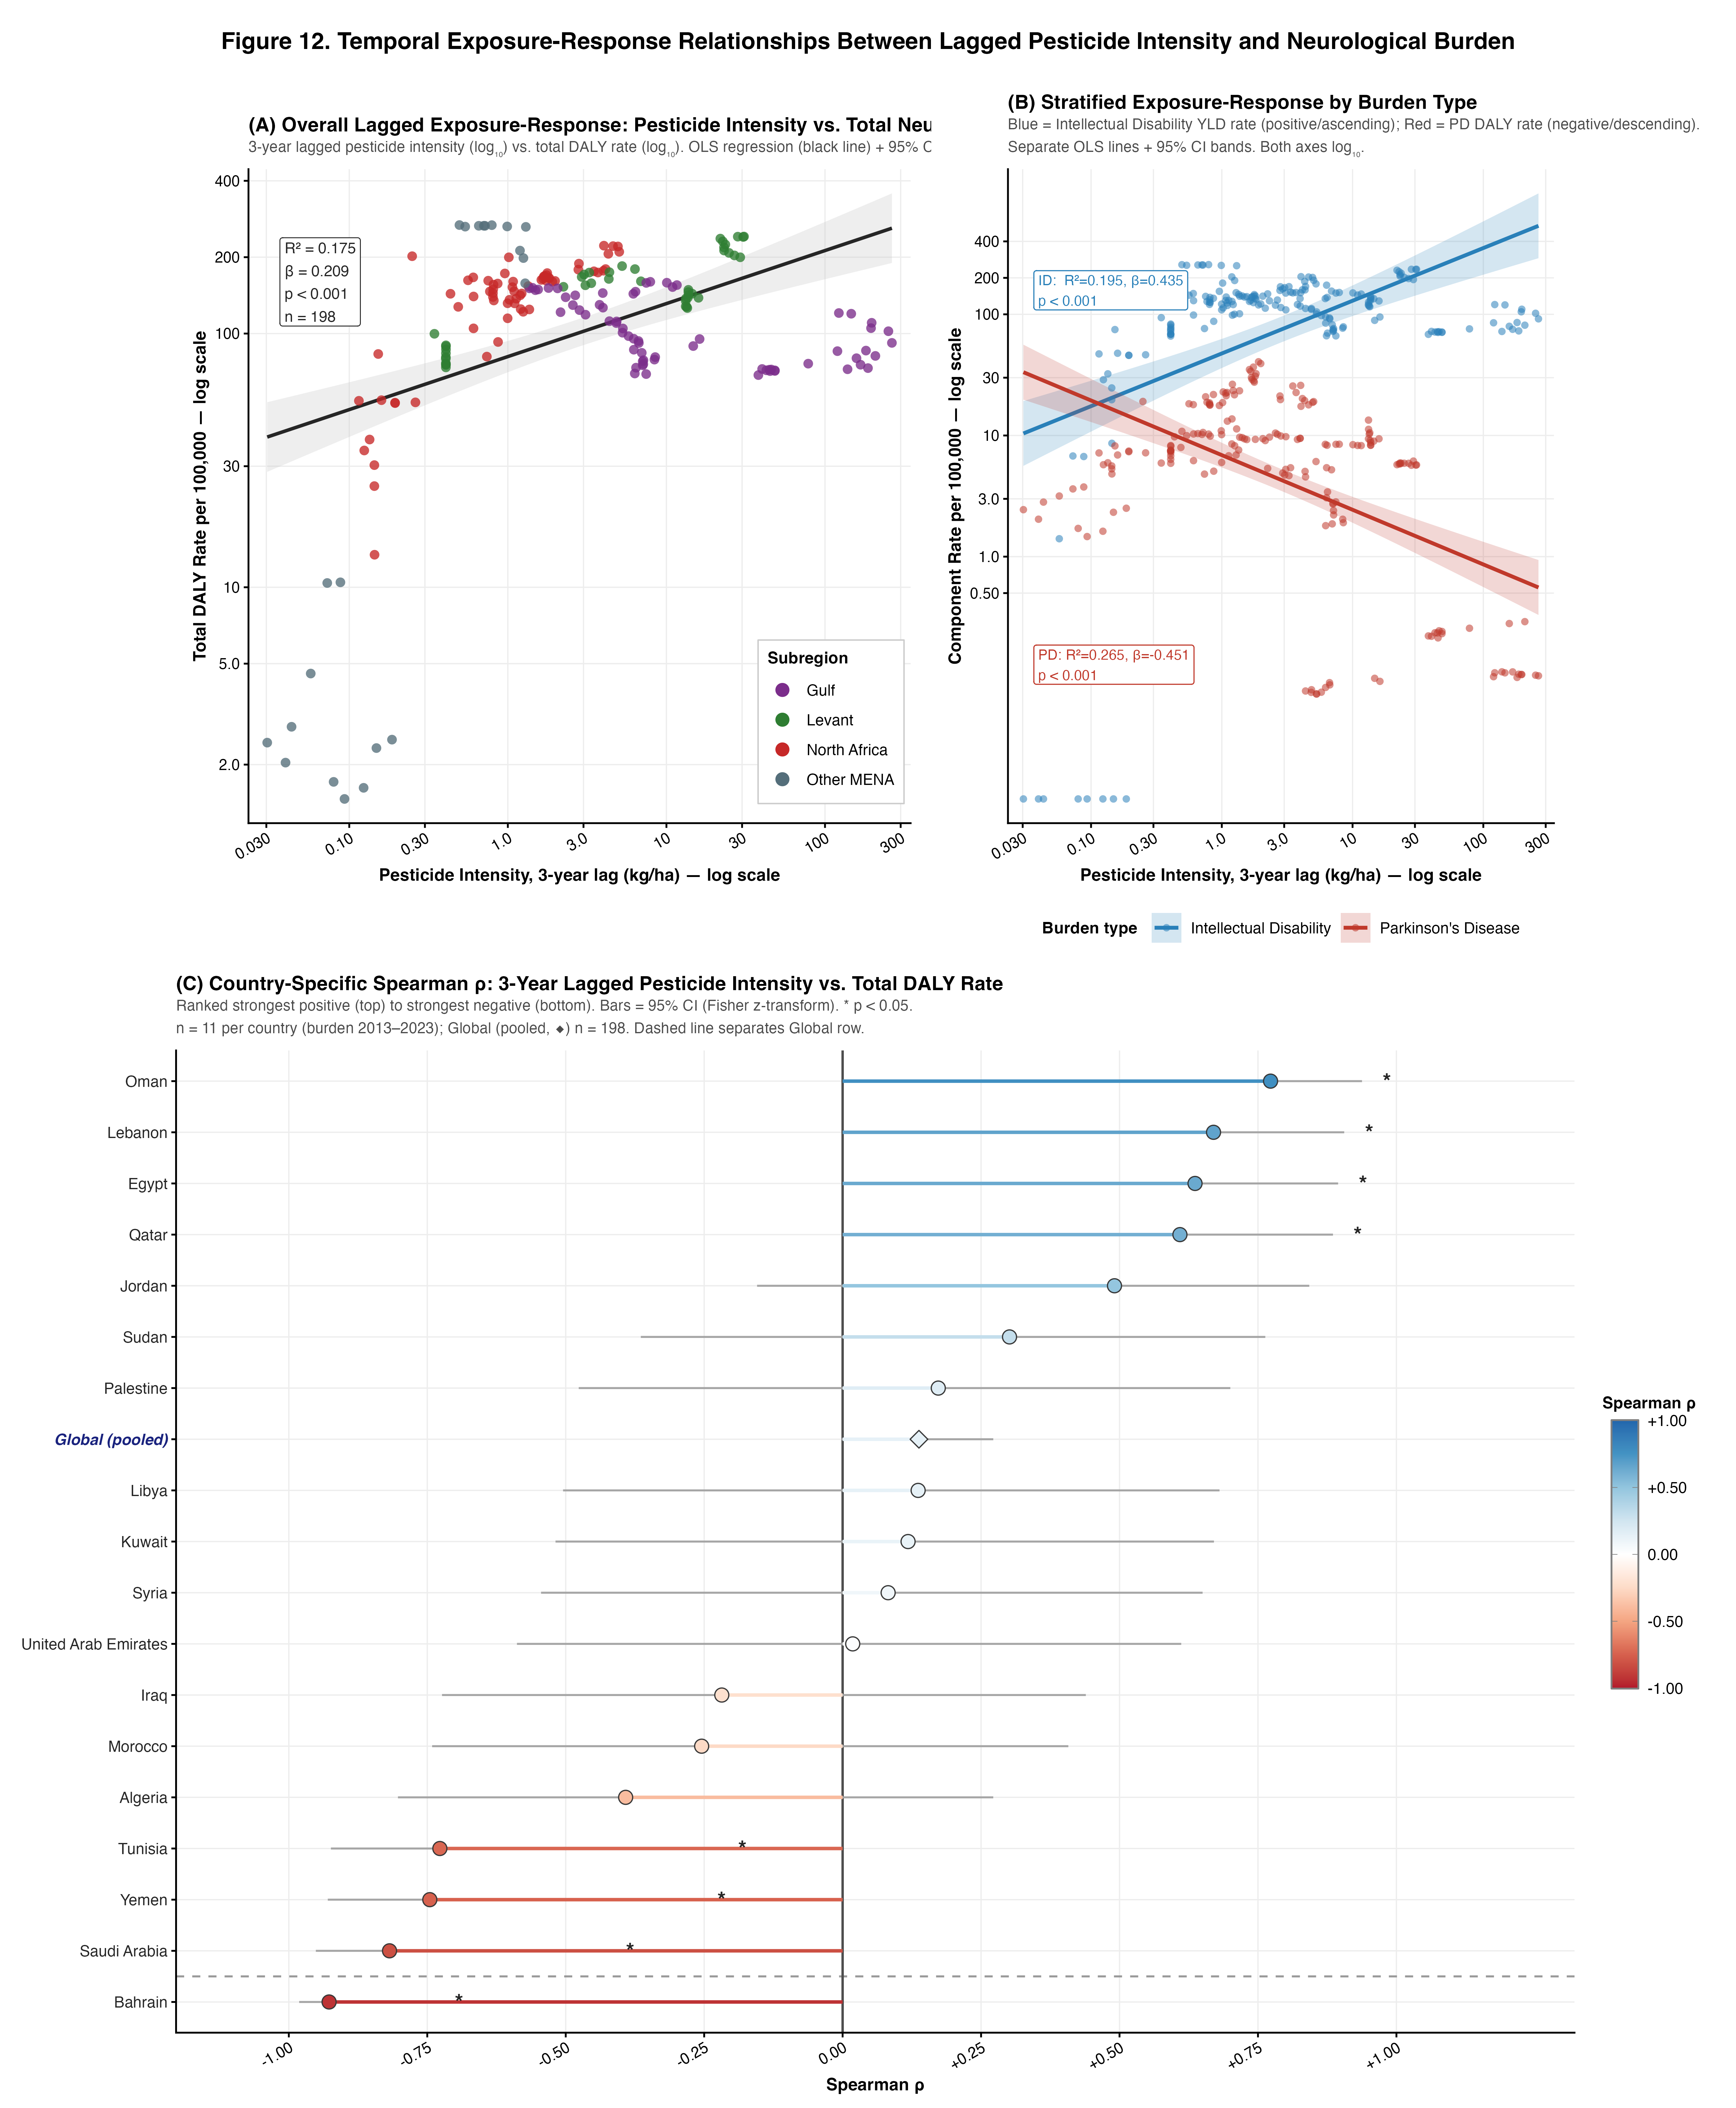 Figure 12. Temporal Exposure-Response Relationships Between Lagged Pesticide Intensity and Neurological Burden
(A) Overall Lagged Exposure-Response: Pesticide Intensity vs. Total Neu
3-year lagged pesticide intensity (log₁₀) vs. total DALY rate (log₁₀). OLS regression (black line) + 95% C
Total DALY Rate per 100,000 — log scale
400
200
100
30
10
5.0
2.0
R² = 0.175
β = 0.209
p < 0.001
n = 198
Subregion
Gulf
Levant
North Africa
Other MENA
0.030
0.10
0.30
1.0
3.0
10
30
100
300
Pesticide Intensity, 3-year lag (kg/ha) — log scale
(B) Stratified Exposure-Response by Burden Type
Blue = Intellectual Disability YLD rate (positive/ascending); Red = PD DALY rate (negative/descending).
Separate OLS lines + 95% CI bands. Both axes log₁₀.
Component Rate per 100,000 — log scale
400
200
100
30
10
3.0
1.0
0.50
ID:  R²=0.195, β=0.435
p < 0.001
PD: R²=0.265, β=-0.451
p < 0.001
0.030
0.10
0.30
1.0
3.0
10
30
100
300
Pesticide Intensity, 3-year lag (kg/ha) — log scale
Burden type
Intellectual Disability
Parkinson's Disease
(C) Country-Specific Spearman ρ: 3-Year Lagged Pesticide Intensity vs. Total DALY Rate
Ranked strongest positive (top) to strongest negative (bottom). Bars = 95% CI (Fisher z-transform). * p < 0.05.
n = 11 per country (burden 2013–2023); Global (pooled, ◆) n = 198. Dashed line separates Global row.
Oman
*
Lebanon
*
Egypt
*
Qatar
*
Jordan
Sudan
Palestine
Global (pooled)
Libya
Kuwait
Syria
United Arab Emirates
Iraq
Morocco
Algeria
Tunisia
*
Yemen
*
Saudi Arabia
*
Bahrain
*
-1.00
-0.75
-0.50
-0.25
0.00
+0.25
+0.50
+0.75
+1.00
Spearman ρ
Spearman ρ
+1.00
+0.50
0.00
-0.50
-1.00